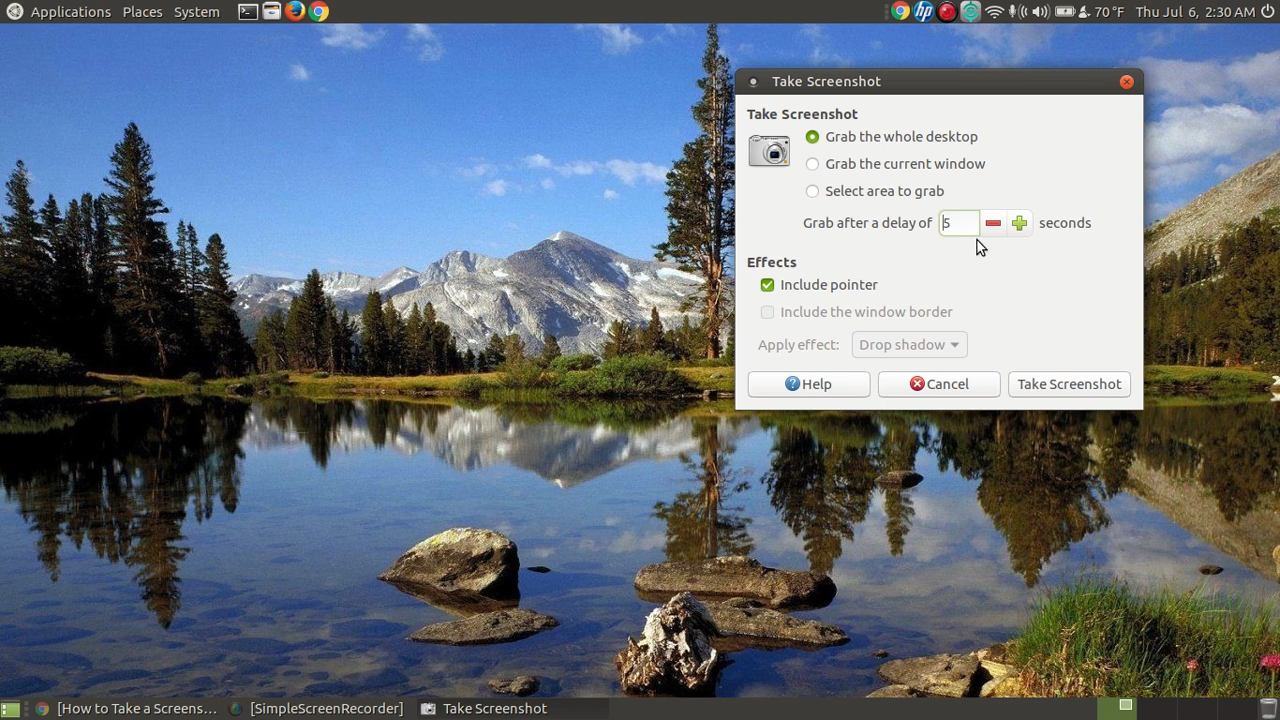 Applications Places System
hp
70 °F Thu Jul 6, 2:30 AM
Take Screenshot
Take Screenshot
Grab the whole desktop
Grab the current window
Select area to grab
Grab after a delay of 5 seconds
Effects
Include pointer
Include the window border
Apply effect: Drop shadow
Help Cancel Take Screenshot
[How to Take a Screens... [SimpleScreenRecorder] Take Screenshot